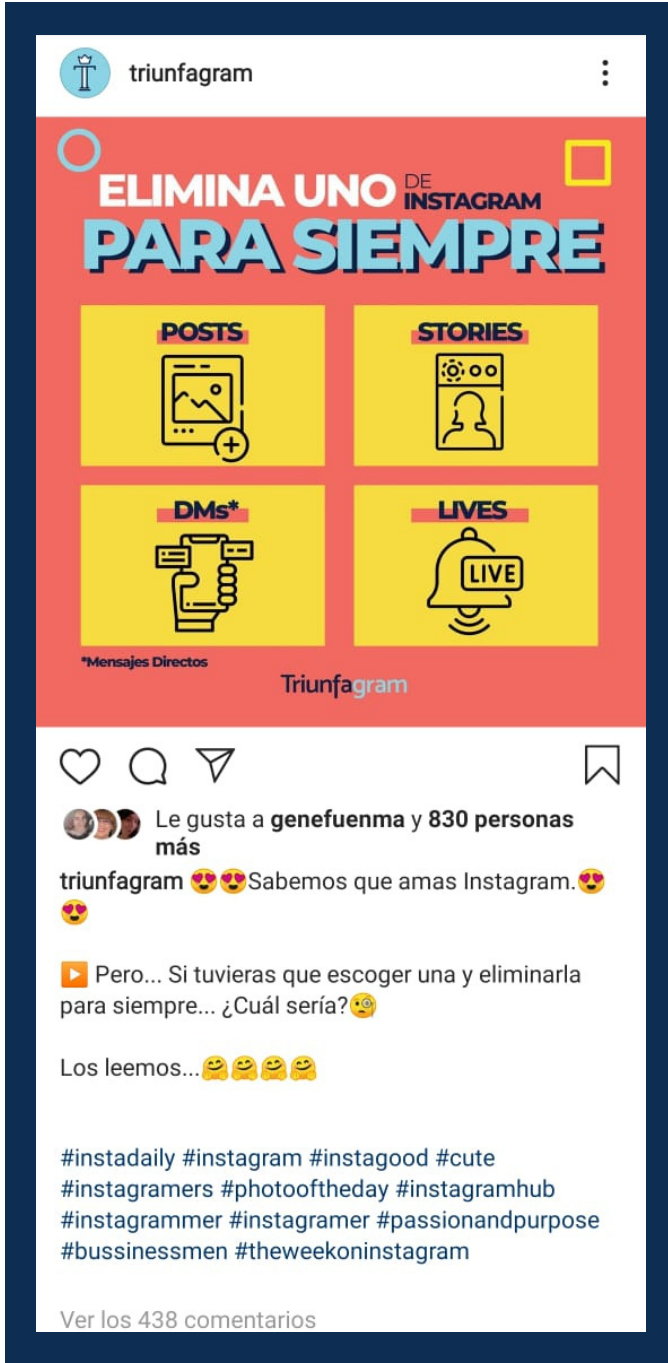 triunfagram
ELIMINA UNO DE INSTAGRAM
PARA SIEMPRE
POSTS
STORIES
DMs*
LIVES
LIVE
*Mensajes Directos
Triunfagram
Le gusta a genefuenma y 830 personas
más
triunfagram 😍😍Sabemos que amas Instagram.😍
😍
▶️ Pero... Si tuvieras que escoger una y eliminarla
para siempre... ¿Cuál sería?🧐
Los leemos...🤗🤗🤗🤗
#instadaily #instagram #instagood #cute
#instagramers #photooftheday #instagramhub
#instagrammer #instagramer #passionandpurpose
#bussinessmen #theweekoninstagram
Ver los 438 comentarios